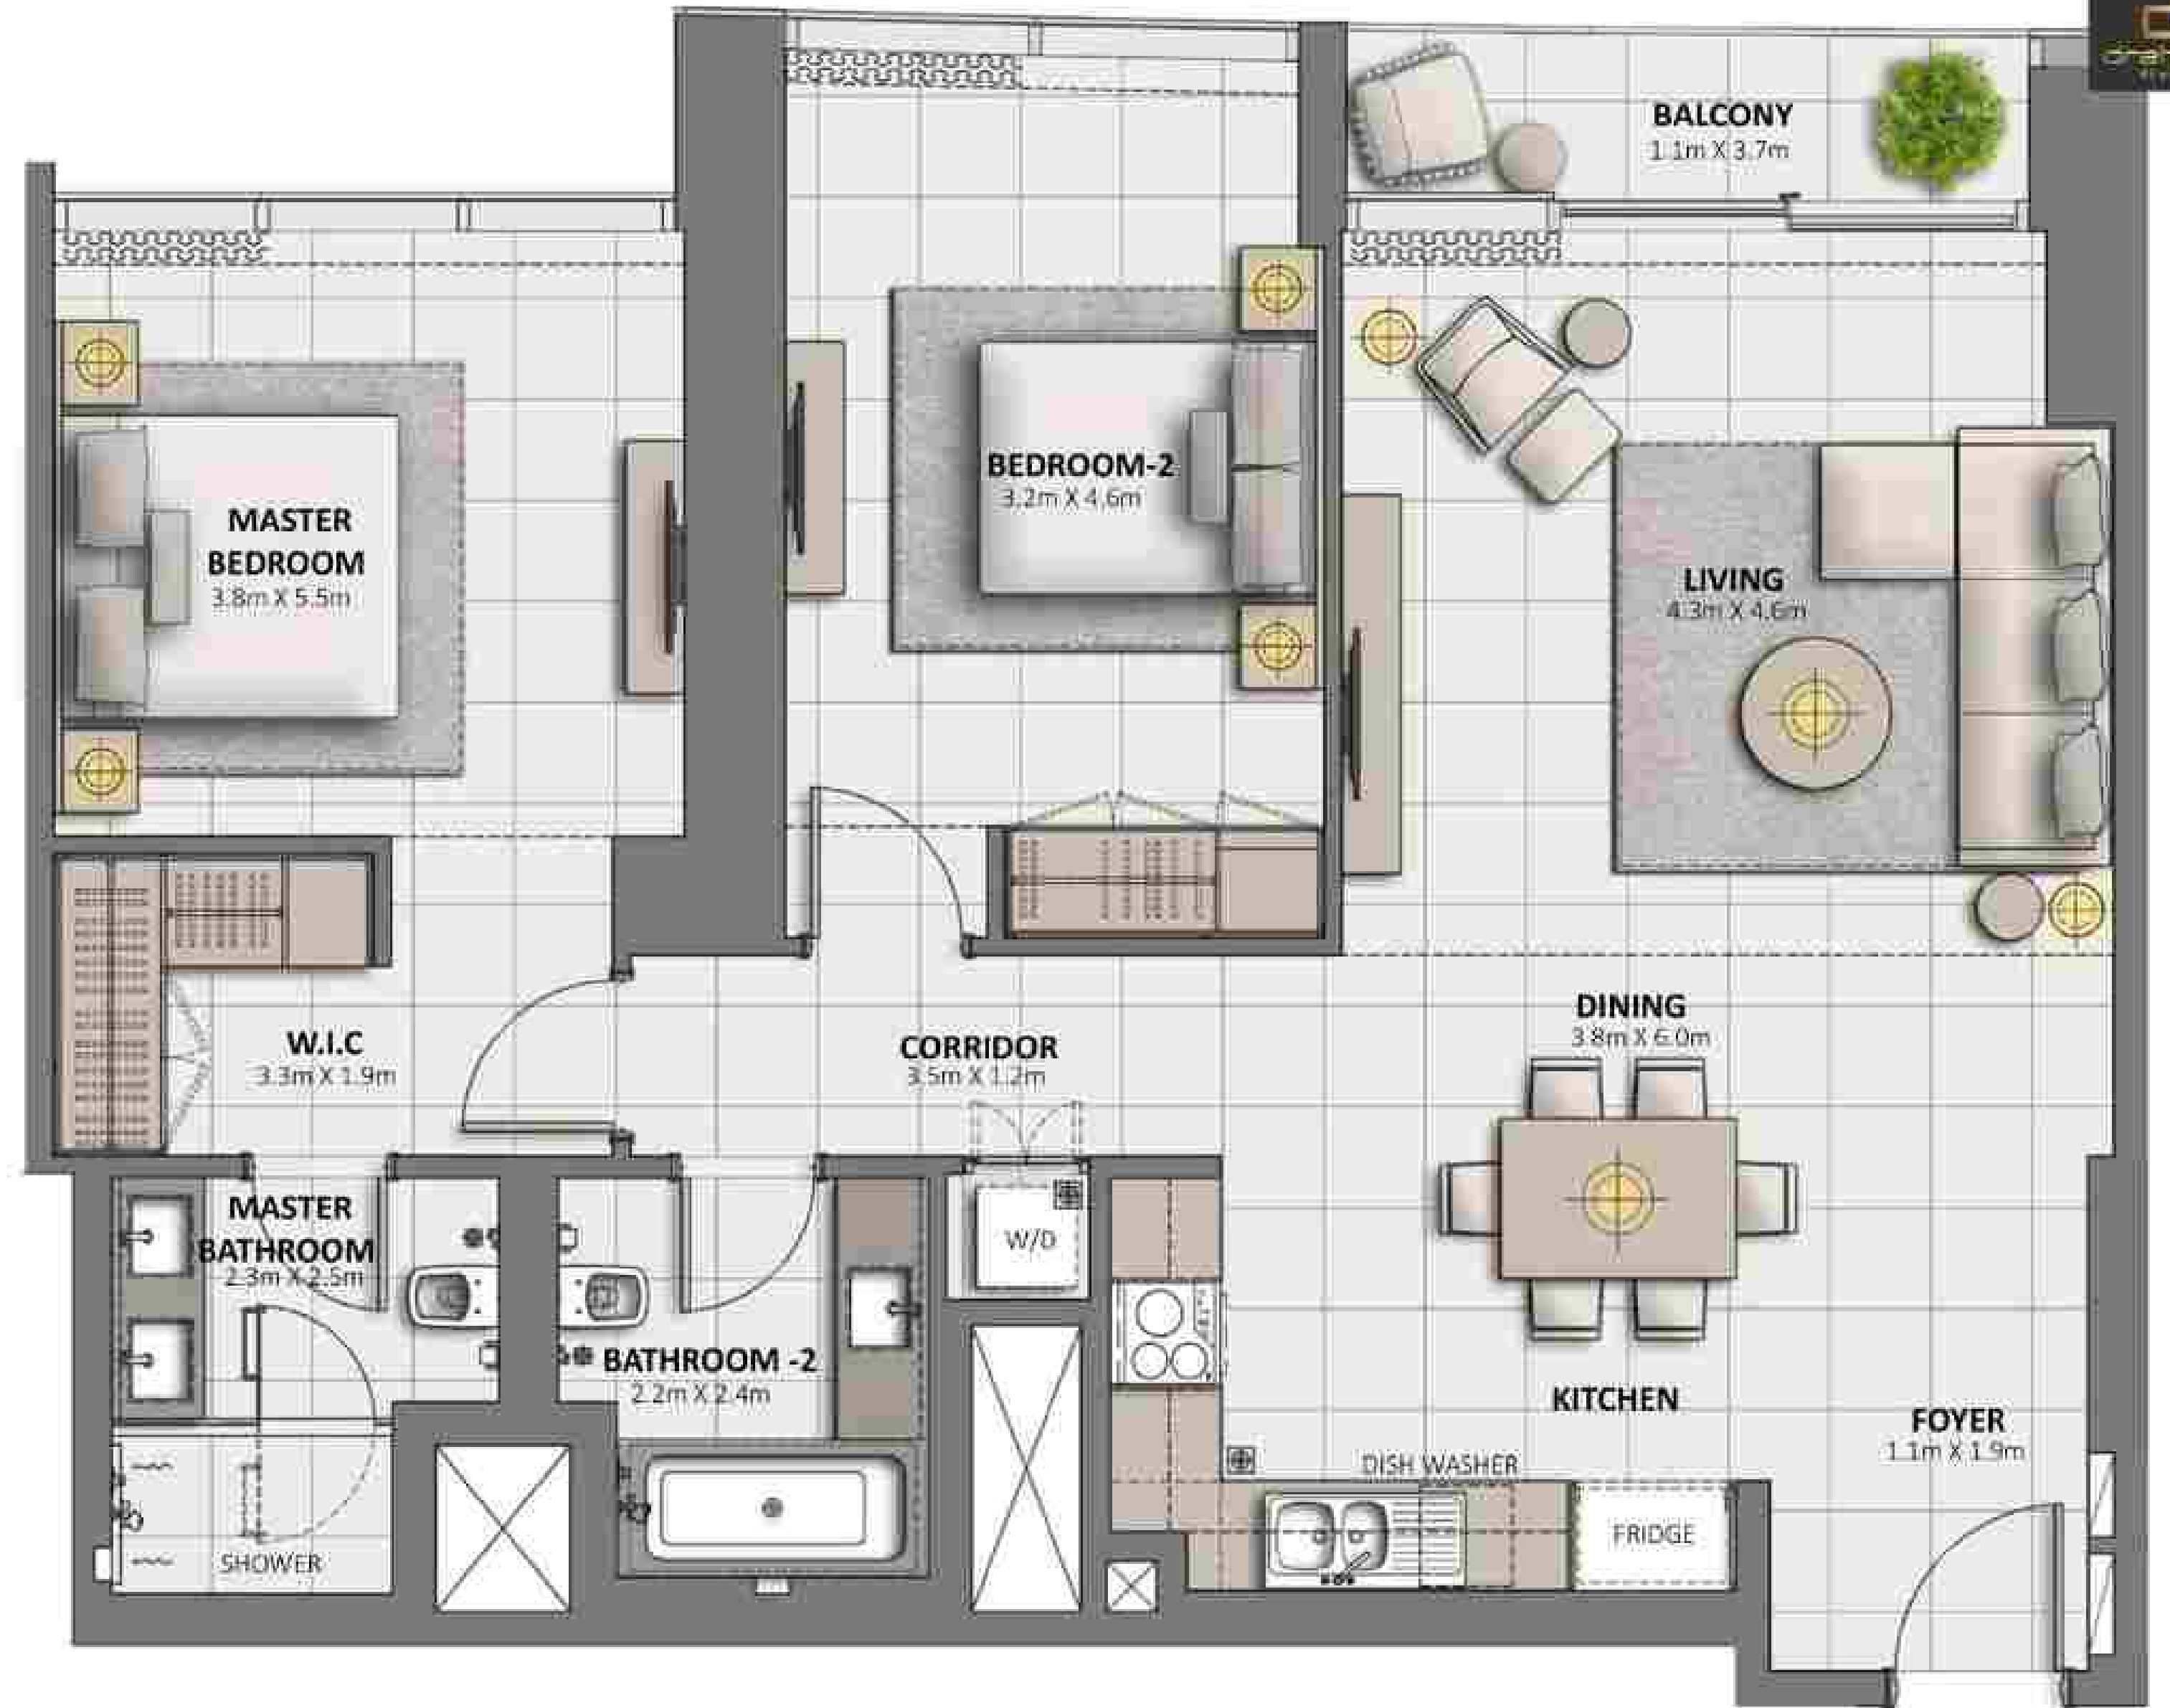 BALCONY
1.1m X 3.7m
BEDROOM-2
3.2m X 4.6m
MASTER
BEDROOM
3.8m X 5.5m
LIVING
4.3m X 4.6m
DINING
3.8m X 6.0m
W.I.C
3.3m X 1.9m
CORRIDOR
3.5m X 1.2m
MASTER
BATHROOM
2.3m X 2.5m
W/D
BATHROOM -2
2.2m X 2.4m
KITCHEN
FOYER
1.1m X 1.9m
DISH WASHER
FRIDGE
SHOWER